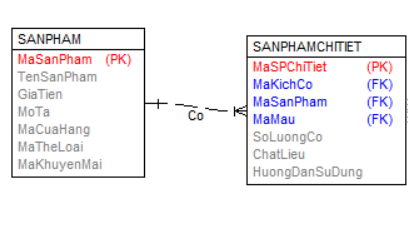 SANPHAM
MaSanPham (PK)
TenSanPham
GiaTien
MoTa
MaCuaHang
MaTheLoai
MaKhuyenMai
Co
SANPHAMCHITIET
MaSPChiTiet (PK)
MaKichCo (FK)
MaSanPham (FK)
MaMau (FK)
SoLuongCo
ChatLieu
HuongDanSuDung